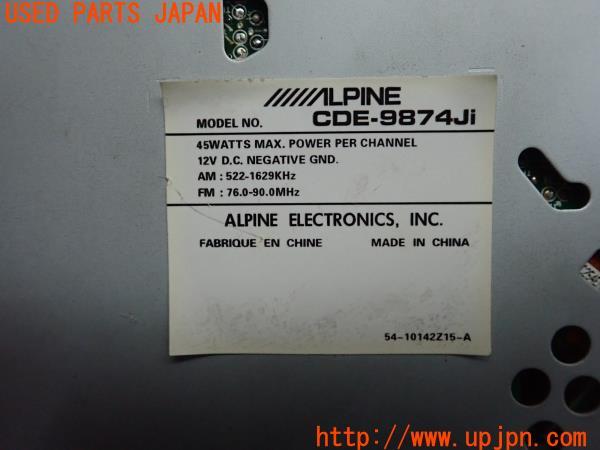 USED PARTS JAPAN
ALPINE
MODEL NO. CDE-9874Ji
45WATTS MAX. POWER PER CHANNEL
12V D.C. NEGATIVE GND.
AM : 522-1629KHz
FM : 76.0-90.0MHz
ALPINE ELECTRONICS, INC.
FABRIQUE EN CHINE MADE IN CHINA
54-10142Z15-A
http://www.upjpn.com/